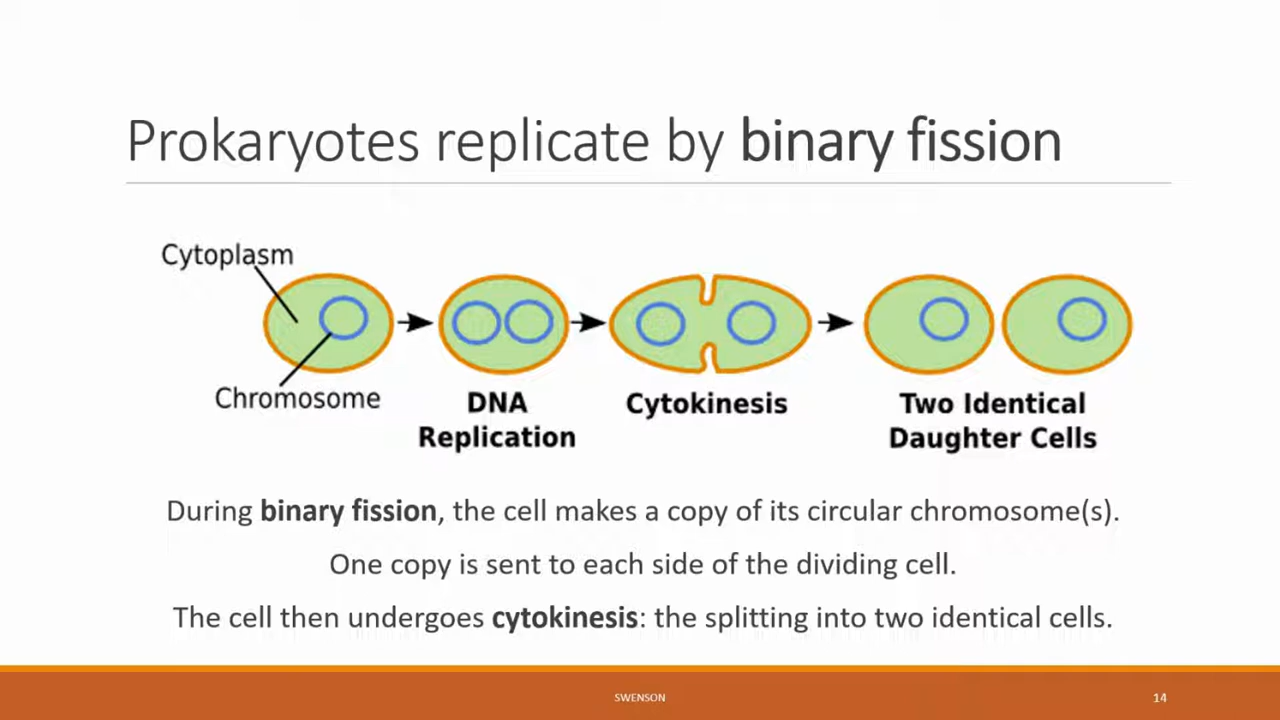 Prokaryotes replicate by binary fission
Cytoplasm
Chromosome
DNA
Replication
Cytokinesis
Two Identical
Daughter Cells
During binary fission, the cell makes a copy of its circular chromosome(s).
One copy is sent to each side of the dividing cell.
The cell then undergoes cytokinesis: the splitting into two identical cells.
SWENSON
14